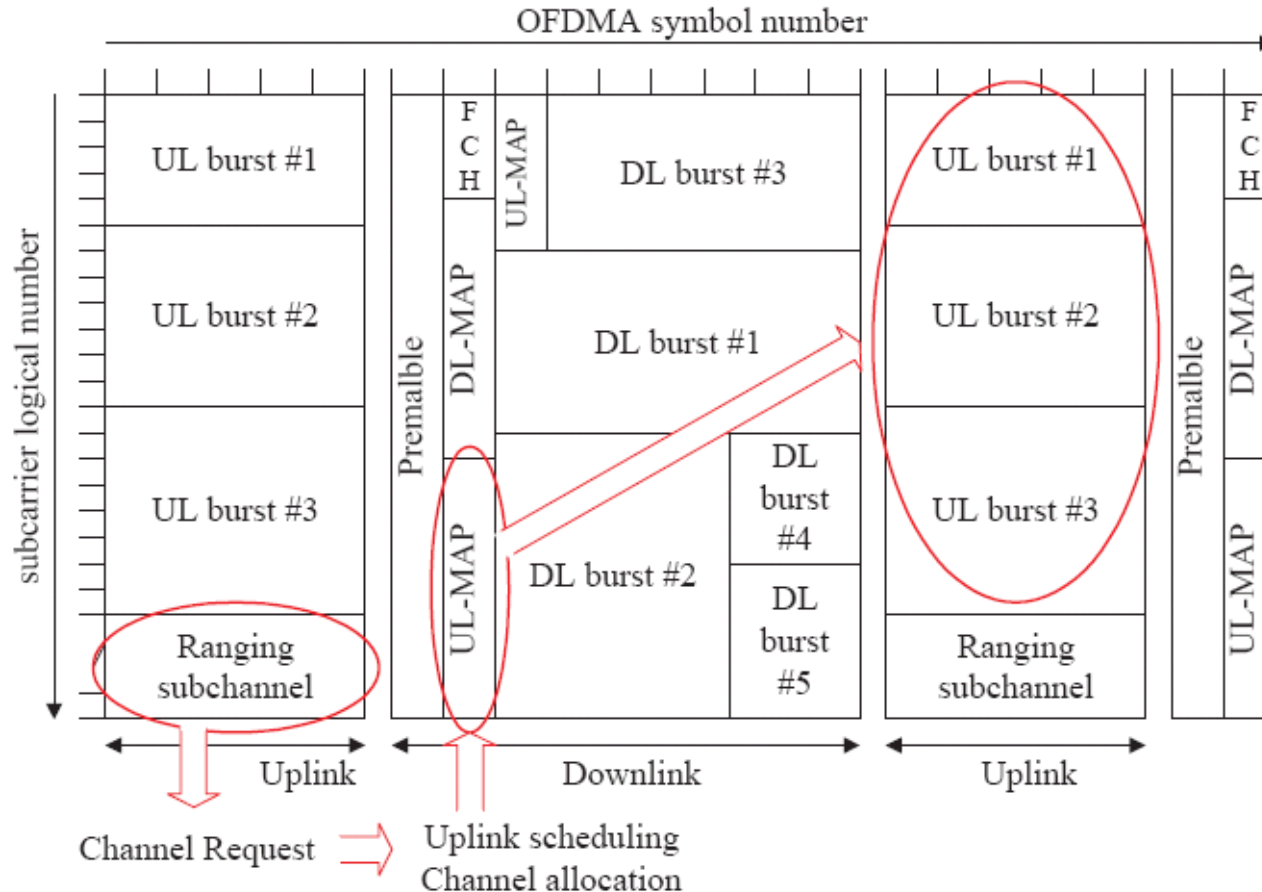 OFDMA symbol number
subcarrier logical number
UL burst #1
UL burst #2
UL burst #3
Ranging
subchannel
Premalble
F
C
H
DL-MAP
UL-MAP
UL-MAP
DL burst #3
DL burst #1
DL burst #2
DL
burst
#4
DL
burst
#5
UL burst #1
UL burst #2
UL burst #3
Ranging
subchannel
Premalble
F
C
H
DL-MAP
UL-MAP
Uplink
Downlink
Uplink
Channel Request
Uplink scheduling
Channel allocation